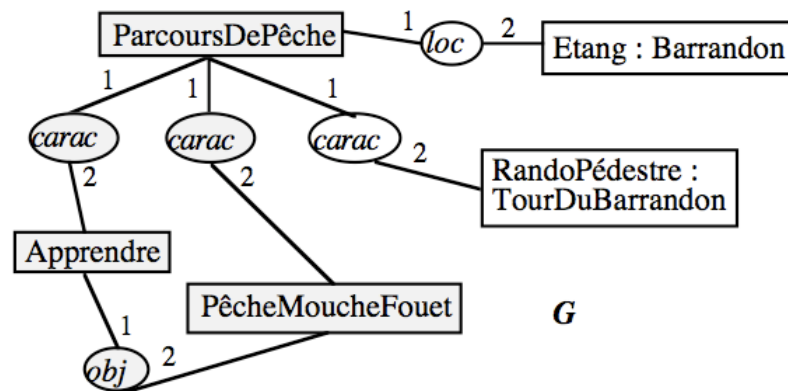 ParcoursDePêche
1
loc
2
Etang : Barrandon
1
1
1
carac
carac
carac
2
2
2
RandoPédestre :
TourDuBarrandon
Apprendre
PêcheMoucheFouet
G
1
2
obj